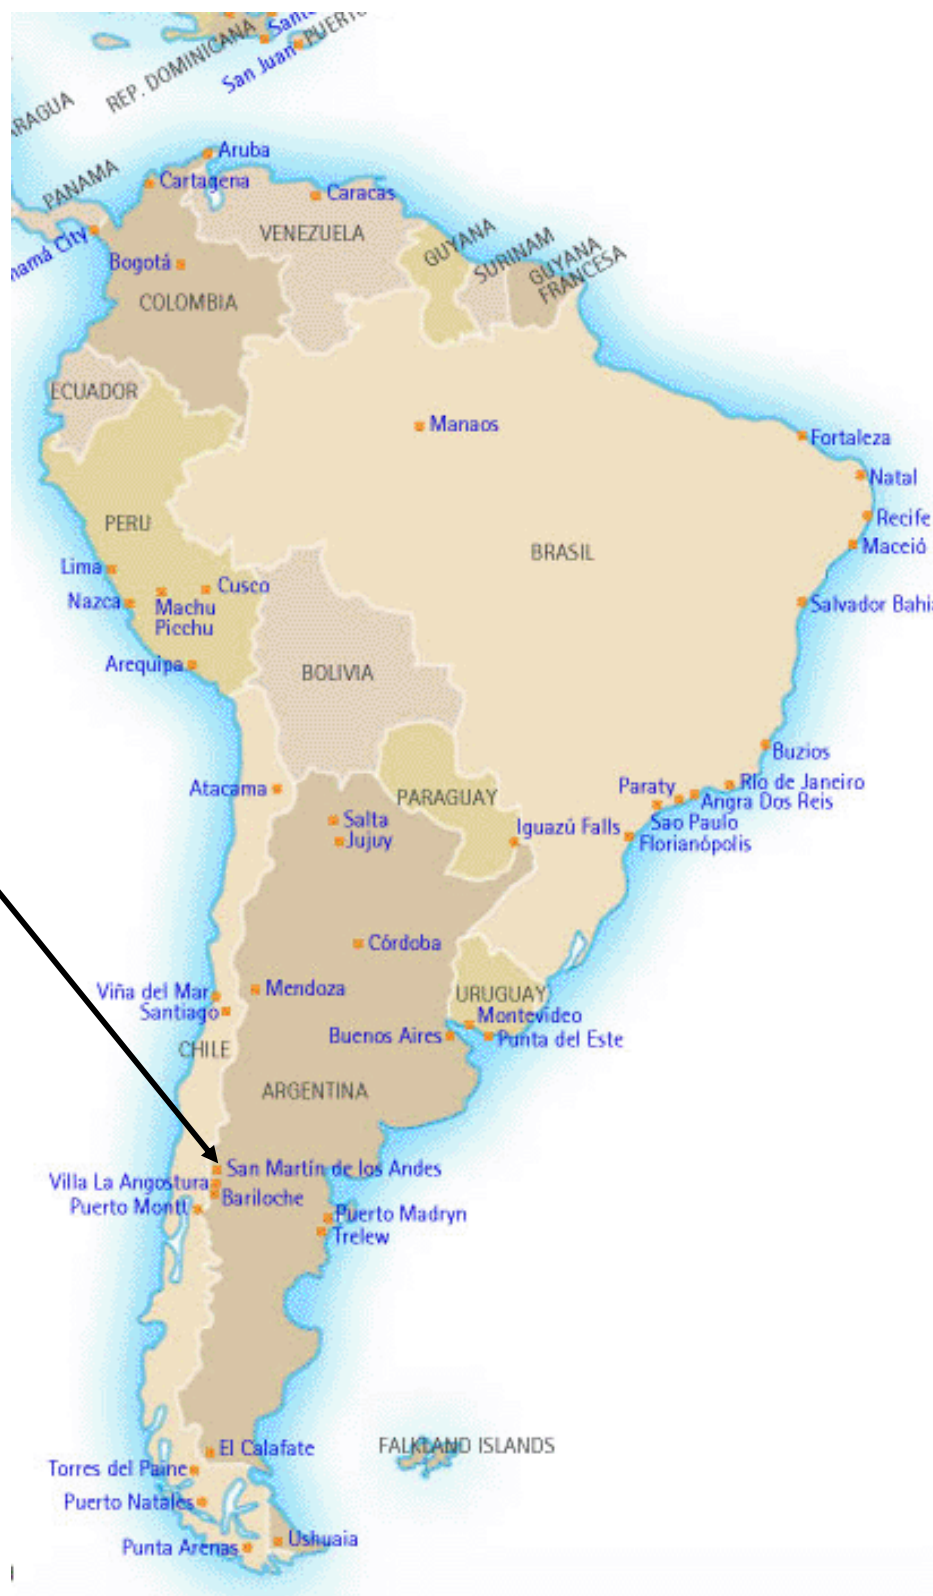 San Juan
PUERTO
REP. DOMINICANA
PANAMA
Aruba
Cartagena
Caracas
VENEZUELA
GUYANA
SURINAM
GUYANA
FRANCESA
Bogotá
COLOMBIA
ECUADOR
Manaos
Fortaleza
Natal
Recife
Maceió
PERU
BRASIL
Lima
Cusco
Nazca
Machu
Picchu
Salvador Bahi
Arequipa
BOLIVIA
Buzios
Atacama
PARAGUAY
Paraty
Río de Janeiro
Angra Dos Reis
Salta
Jujuy
Iguazú Falls
Sao Paulo
Florianópolis
Córdoba
Viña del Mar
Mendoza
URUGUAY
Santiago
Montevideo
Buenos Aires
Punta del Este
CHILE
ARGENTINA
San Martín de los Andes
Villa La Angostura
Bariloche
Puerto Montt
Puerto Madryn
Trelew
El Calafate
FALKLAND ISLANDS
Torres del Paine
Puerto Natales
Ushuaia
Punta Arenas